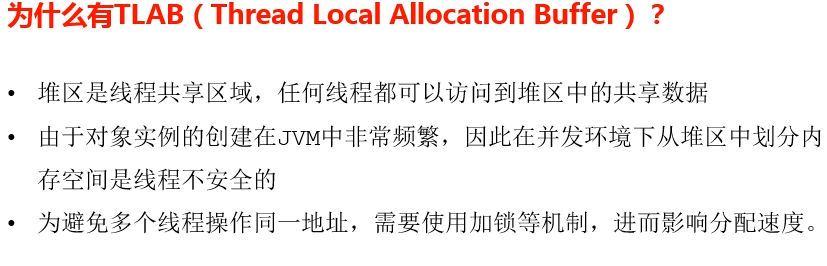 为什么有TLAB（Thread Local Allocation Buffer）？
• 堆区是线程共享区域，任何线程都可以访问到堆区中的共享数据
• 由于对象实例的创建在JVM中非常频繁，因此在并发环境下从堆区中划分内
存空间是线程不安全的
• 为避免多个线程操作同一地址，需要使用加锁等机制，进而影响分配速度。